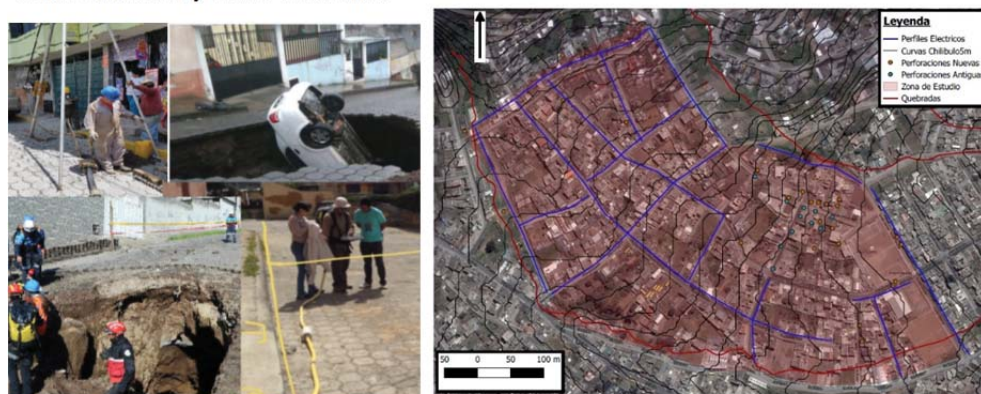 Leyenda
Perfiles Electricos
Curvas Chilibulo5m
Perforaciones Nuevas
Perforaciones Antiguas
Zona de Estudio
Quebradas
50 0 50 100 m